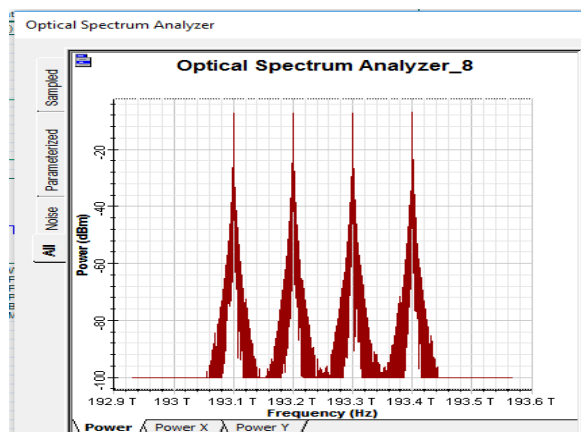 Optical Spectrum Analyzer
Optical Spectrum Analyzer_8
Sampled
Parameterized
Noise
All
Power (dBm)
-20
-40
-60
-80
-100
192.9 T 193 T 193.1 T 193.2 T 193.3 T 193.4 T 193.5 T 193.6 T
Frequency (Hz)
Power Power X Power Y